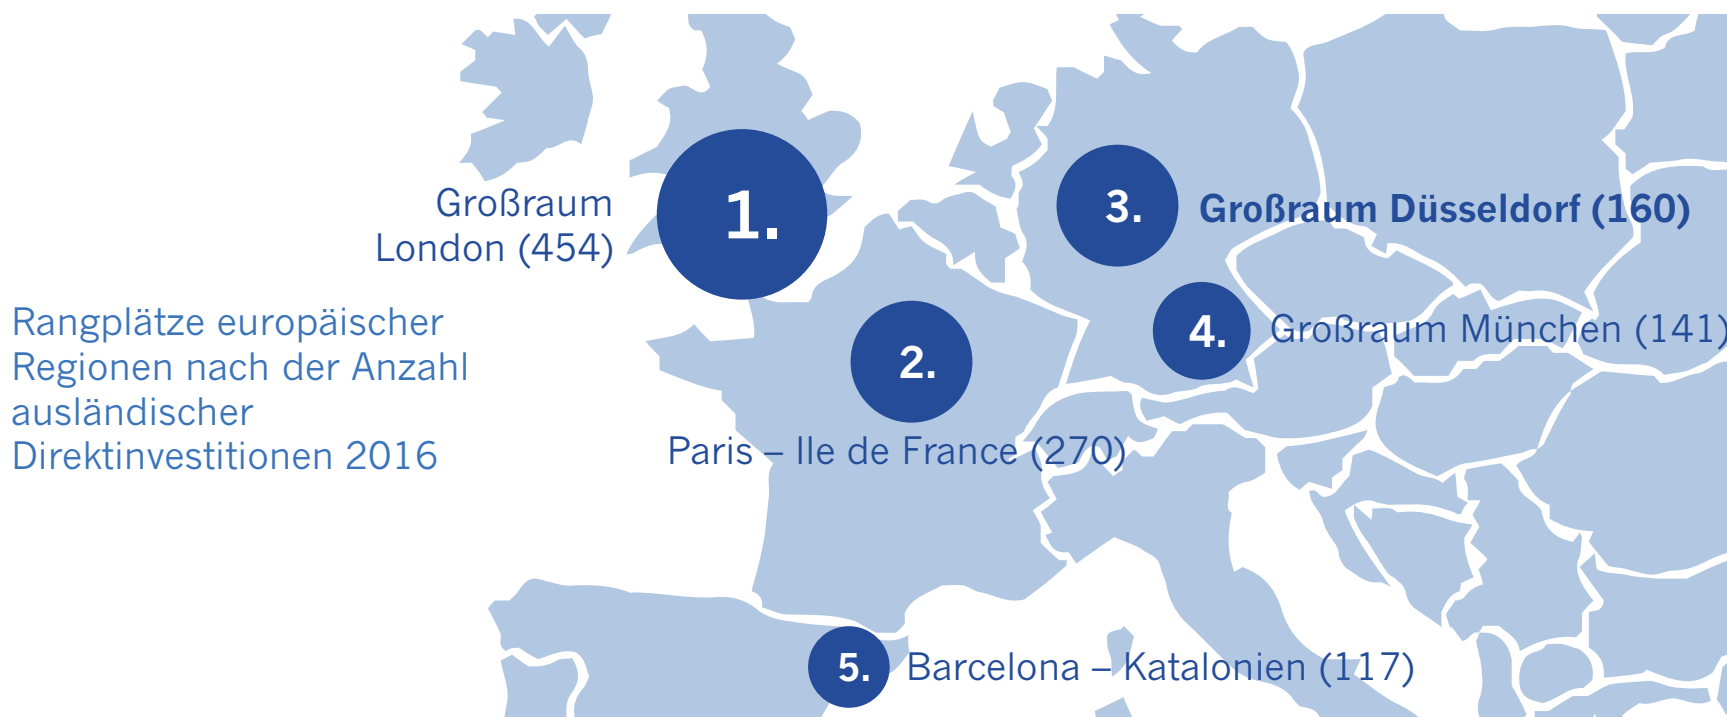 1.
Großraum
London (454)
3.
Großraum Düsseldorf (160)
Rangplätze europäischer
Regionen nach der Anzahl
ausländischer
Direktinvestitionen 2016
4.
Großraum München (141)
2.
Paris – Ile de France (270)
5.
Barcelona – Katalonien (117)